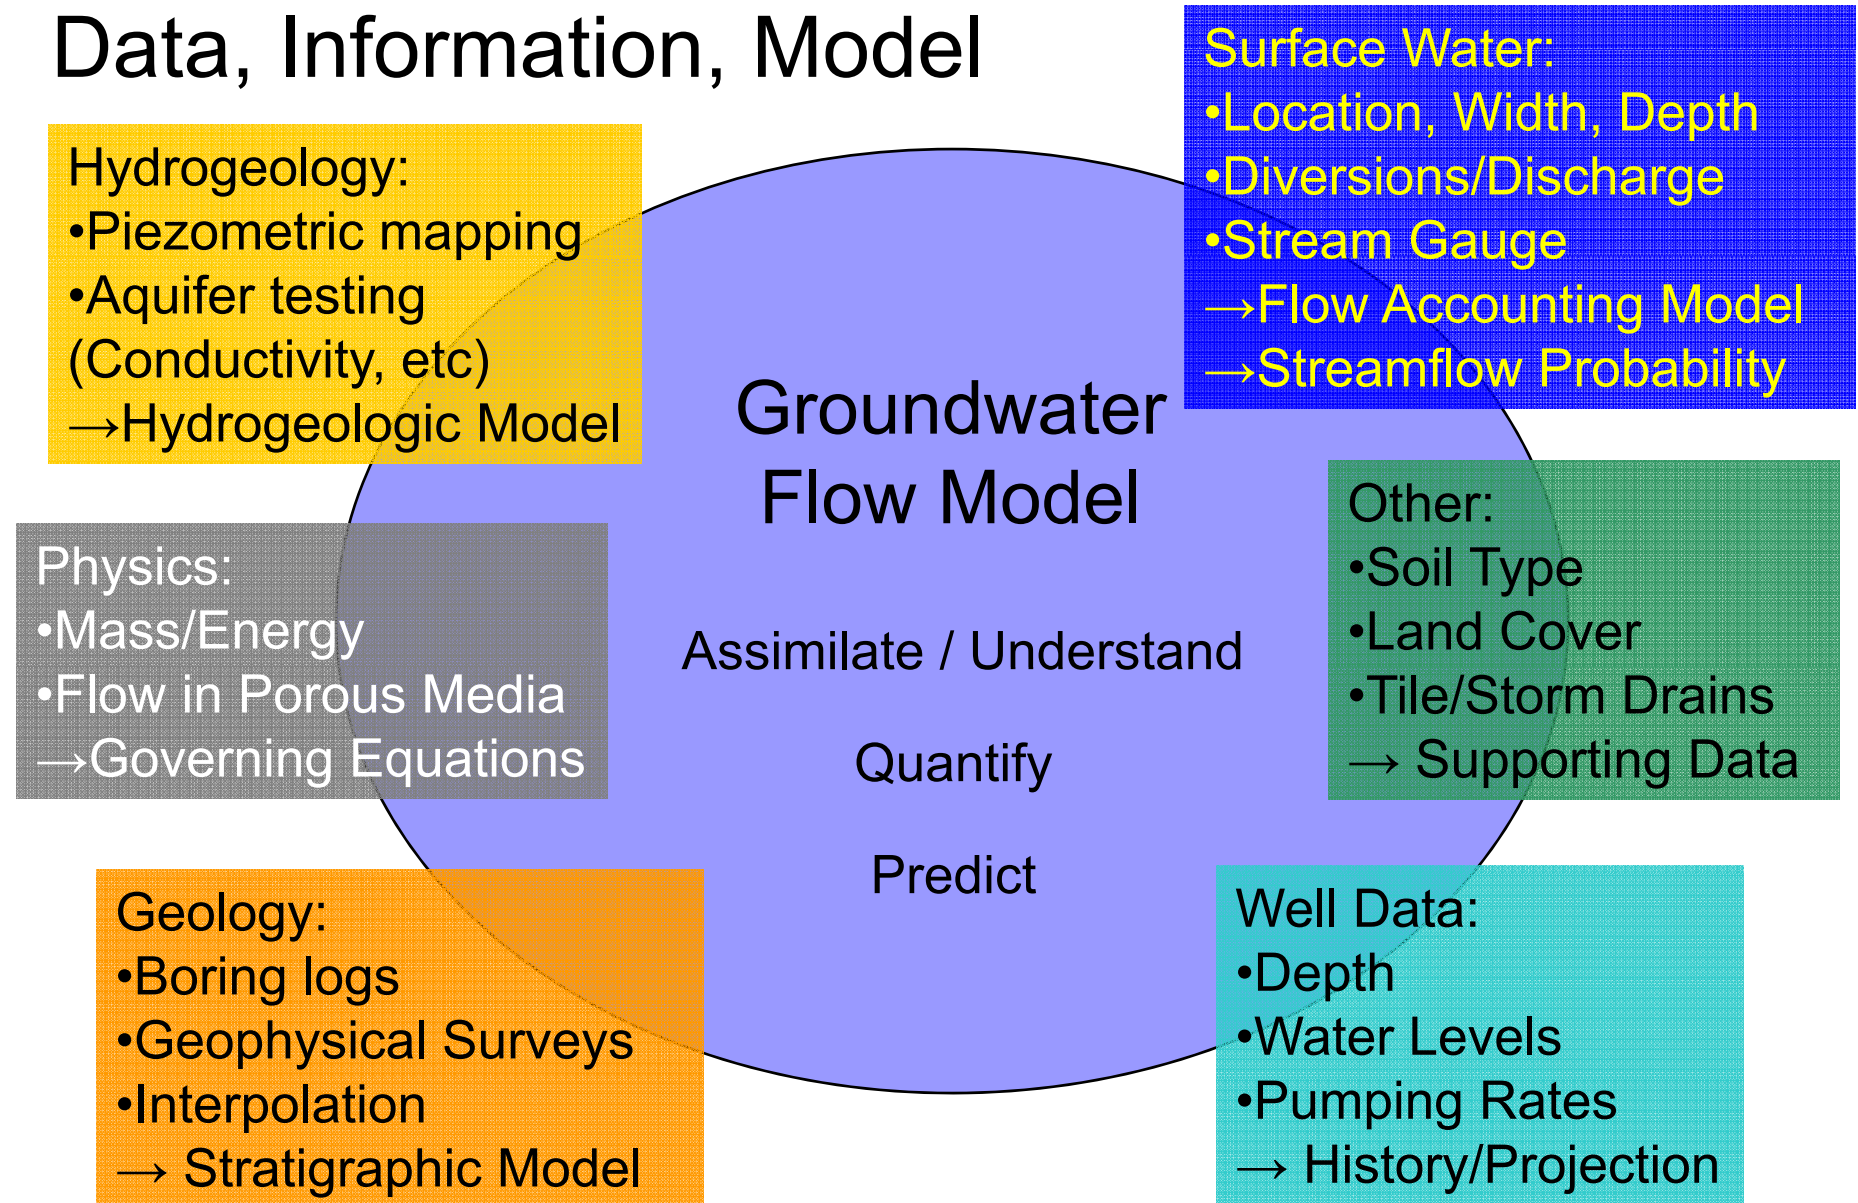 Data, Information, Model
Hydrogeology:
•Piezometric mapping
•Aquifer testing
(Conductivity, etc)
→Hydrogeologic Model
Surface Water:
•Location, Width, Depth
•Diversions/Discharge
•Stream Gauge
→Flow Accounting Model
→Streamflow Probability
Groundwater
Flow Model
Assimilate / Understand
Quantify
Predict
Physics:
•Mass/Energy
•Flow in Porous Media
→Governing Equations
Other:
•Soil Type
•Land Cover
•Tile/Storm Drains
→ Supporting Data
Geology:
•Boring logs
•Geophysical Surveys
•Interpolation
→ Stratigraphic Model
Well Data:
•Depth
•Water Levels
•Pumping Rates
→ History/Projection